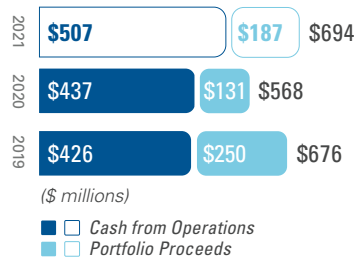 2021 $507 $187 $694
2020 $437 $131 $568
2019 $426 $250 $676
($ millions)
Cash from Operations
Portfolio Proceeds